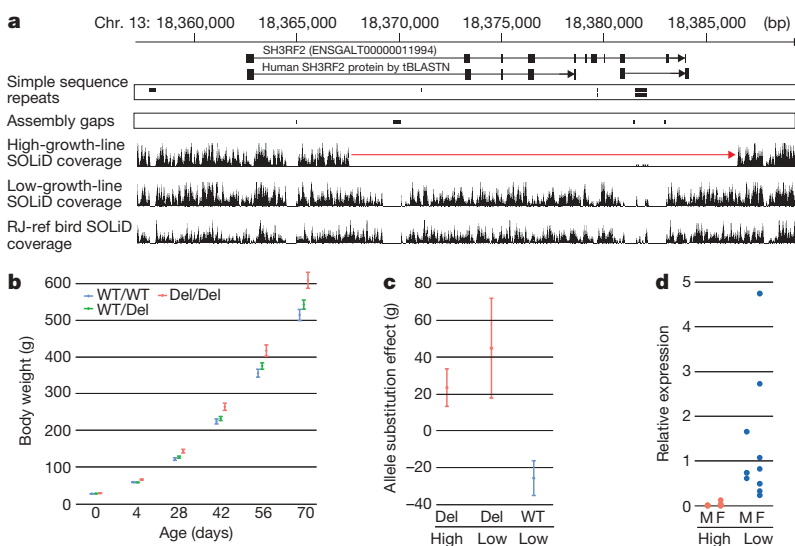 a
Chr. 13: 18,360,000 18,365,000 18,370,000 18,375,000 18,380,000 18,385,000 (bp)
SH3RF2 (ENSGALT00000011994)
Human SH3RF2 protein by tBLASTN
Simple sequence
repeats
Assembly gaps
High-growth-line
SOLiD coverage
Low-growth-line
SOLiD coverage
RJ-ref bird SOLiD
coverage
b
Body weight (g)
600
500
400
300
200
100
0
WT/WT Del/Del
WT/Del
0 4 28 42 56 70
Age (days)
c
Allele substitution effect (g)
80
60
40
20
0
−20
−40
Del Del WT
High Low Low
d
Relative expression
5
4
3
2
1
0
M F M F
High Low